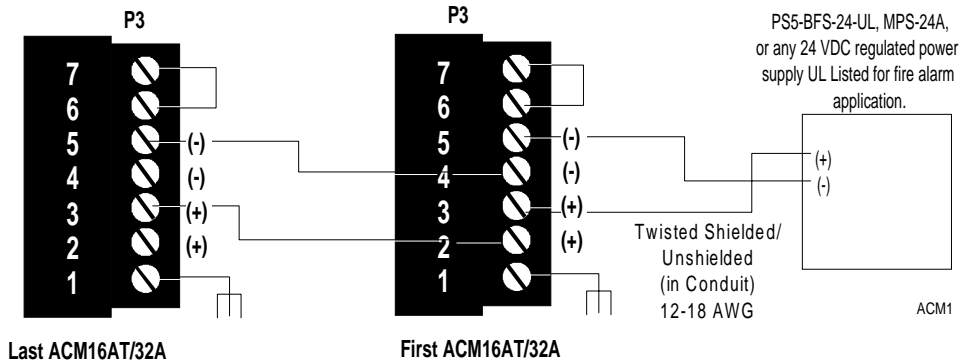 P3
7
6
5 (-)
4 (-)
3 (+)
2 (+)
1
Last ACM16AT/32A
P3
7
6
5 (-)
4 (-)
3 (+)
2 (+)
1
First ACM16AT/32A
PS5-BFS-24-UL, MPS-24A,
or any 24 VDC regulated power
supply UL Listed for fire alarm
application.
(+)
(-)
Twisted Shielded/
Unshielded
(in Conduit)
12-18 AWG
ACM1